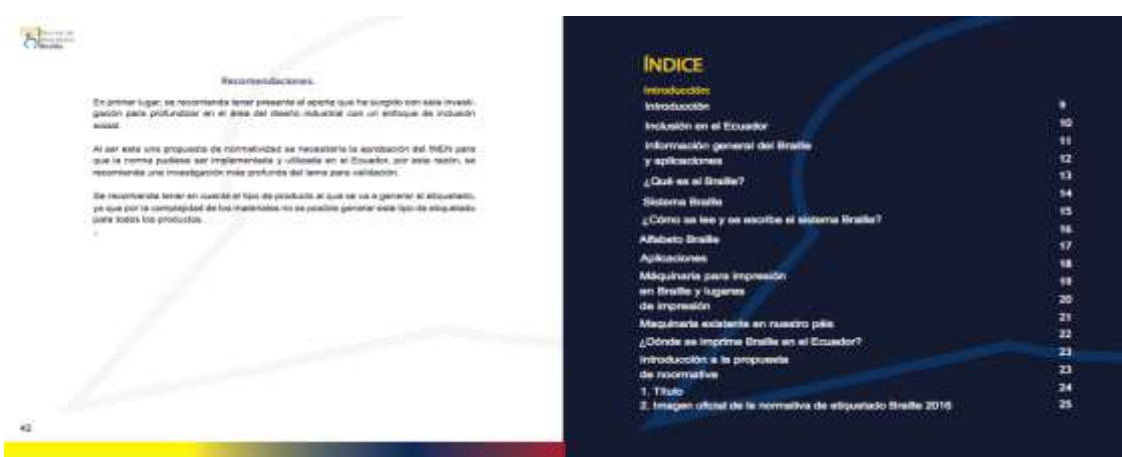 Recomendaciones.
En primer lugar, se recomienda tener presente el aporte que ha surgido con esta investi-
gación para profundizar en el área del diseño industrial con un enfoque de inclusión
social.
Al ser esta una propuesta de normatividad se necesitaría la aprobación del INEN para
que la norma pudiese ser implementada y utilizada en el Ecuador, por esta razón, se
recomienda una investigación más profunda del tema para validación.
Se recomienda tener en cuenta el tipo de producto al que se va a generar el etiquetado,
ya que por la complejidad de los materiales no es posible generar este tipo de etiquetado
para todos los productos.
42
ÍNDICE
Introducción:
Introducción 9
Inclusión en el Ecuador 10
Información general del Braille 11
y aplicaciones 12
¿Qué es el Braille? 13
Sistema Braille 14
¿Cómo se lee y se escribe el sistema Braille? 15
Alfabeto Braille 16
Aplicaciones 17
18
Máquinaria para impresión 19
en Braille y lugares 20
de impresión
Maquinaria existente en nuestro páis 21
¿Dónde se imprime Braille en el Ecuador? 22
Introducción a la propuesta 23
de noormative 23
1. Título 24
2. Imagen oficial de la normativa de etiquetado Braille 2016 25